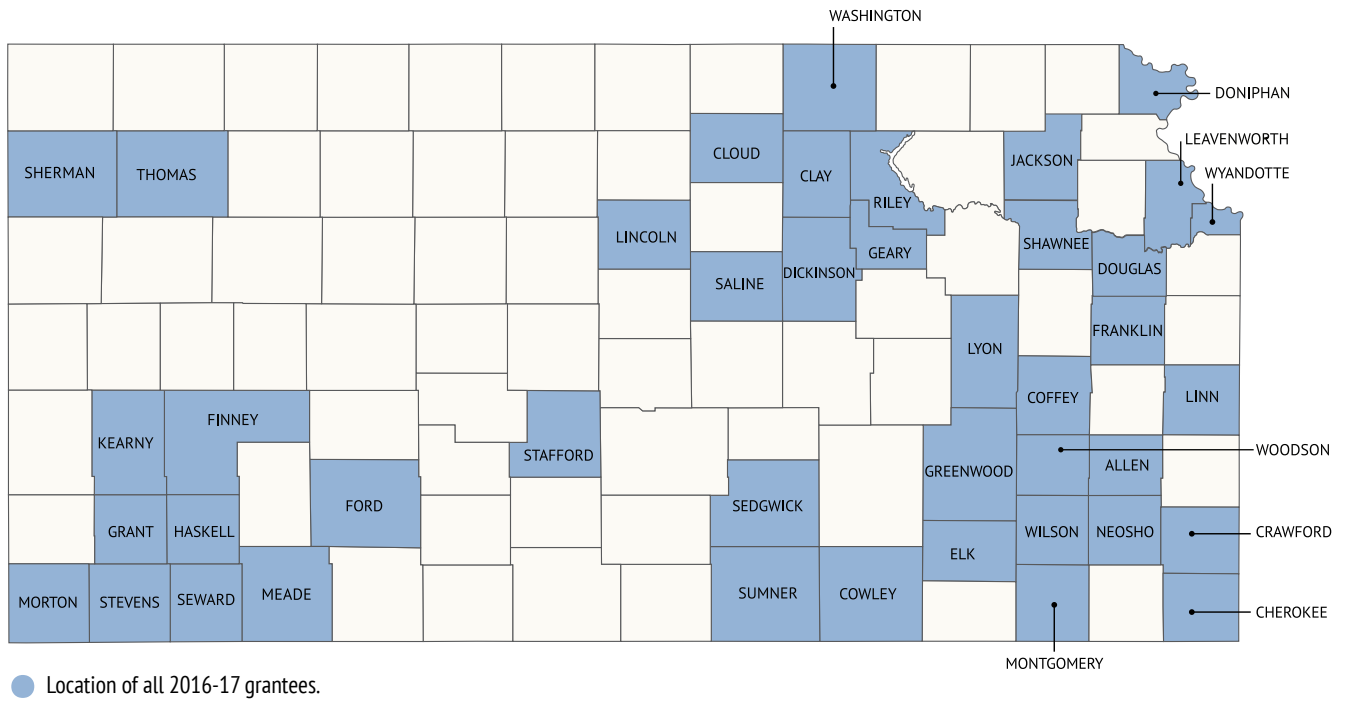 WASHINGTON
DONIPHAN
LEAVENWORTH
CLOUD
JACKSON
SHERMAN
THOMAS
CLAY
WYANDOTTE
RILEY
LINCOLN
SHAWNEE
GEARY
DOUGLAS
DICKINSON
SALINE
FRANKLIN
LYON
COFFEY
LINN
FINNEY
KEARNY
STAFFORD
WOODSON
ALLEN
GREENWOOD
FORD
SEDGWICK
GRANT
HASKELL
WILSON
NEOSHO
CRAWFORD
ELK
MEADE
SUMNER
COWLEY
MORTON
STEVENS
SEWARD
CHEROKEE
MONTGOMERY
Location of all 2016-17 grantees.